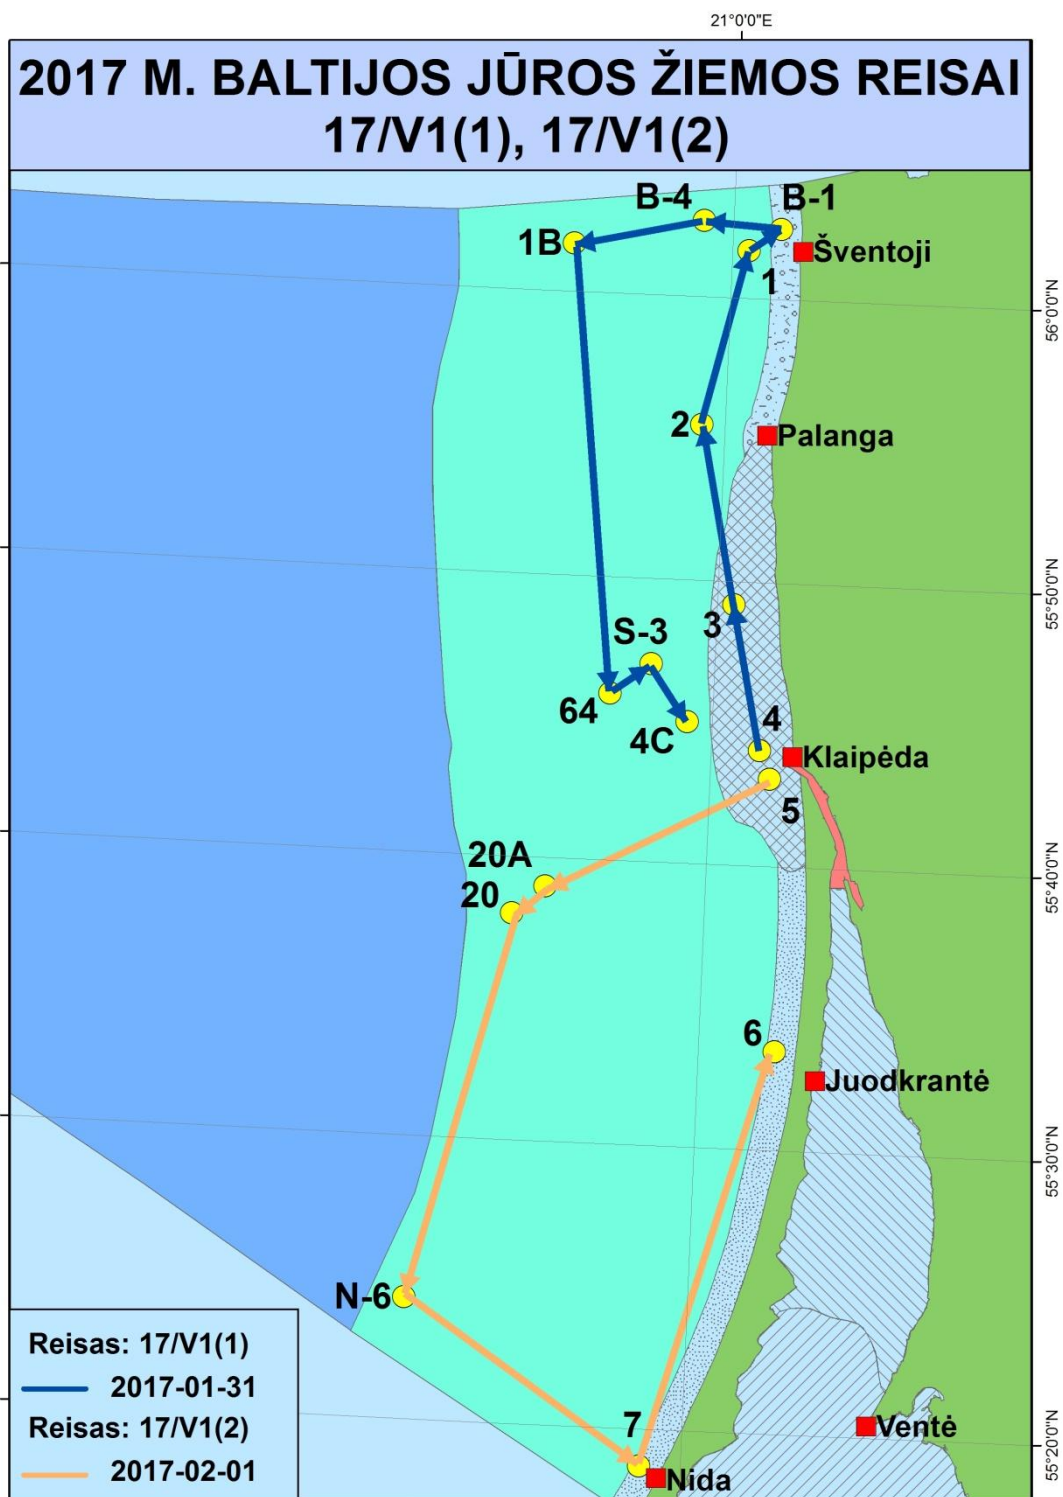 21°0'0"E
2017 M. BALTIJOS JŪROS ŽIEMOS REISAI
17/V1(1), 17/V1(2)
B-4
B-1
1B
1
Šventoji
56°0'0"N
2
Palanga
55°50'0"N
3
S-3
64
4C
4
Klaipėda
5
20A
20
55°40'0"N
6
Juodkrantė
55°30'0"N
N-6
7
Nida
Ventė
55°20'0"N
Reisas: 17/V1(1)
2017-01-31
Reisas: 17/V1(2)
2017-02-01